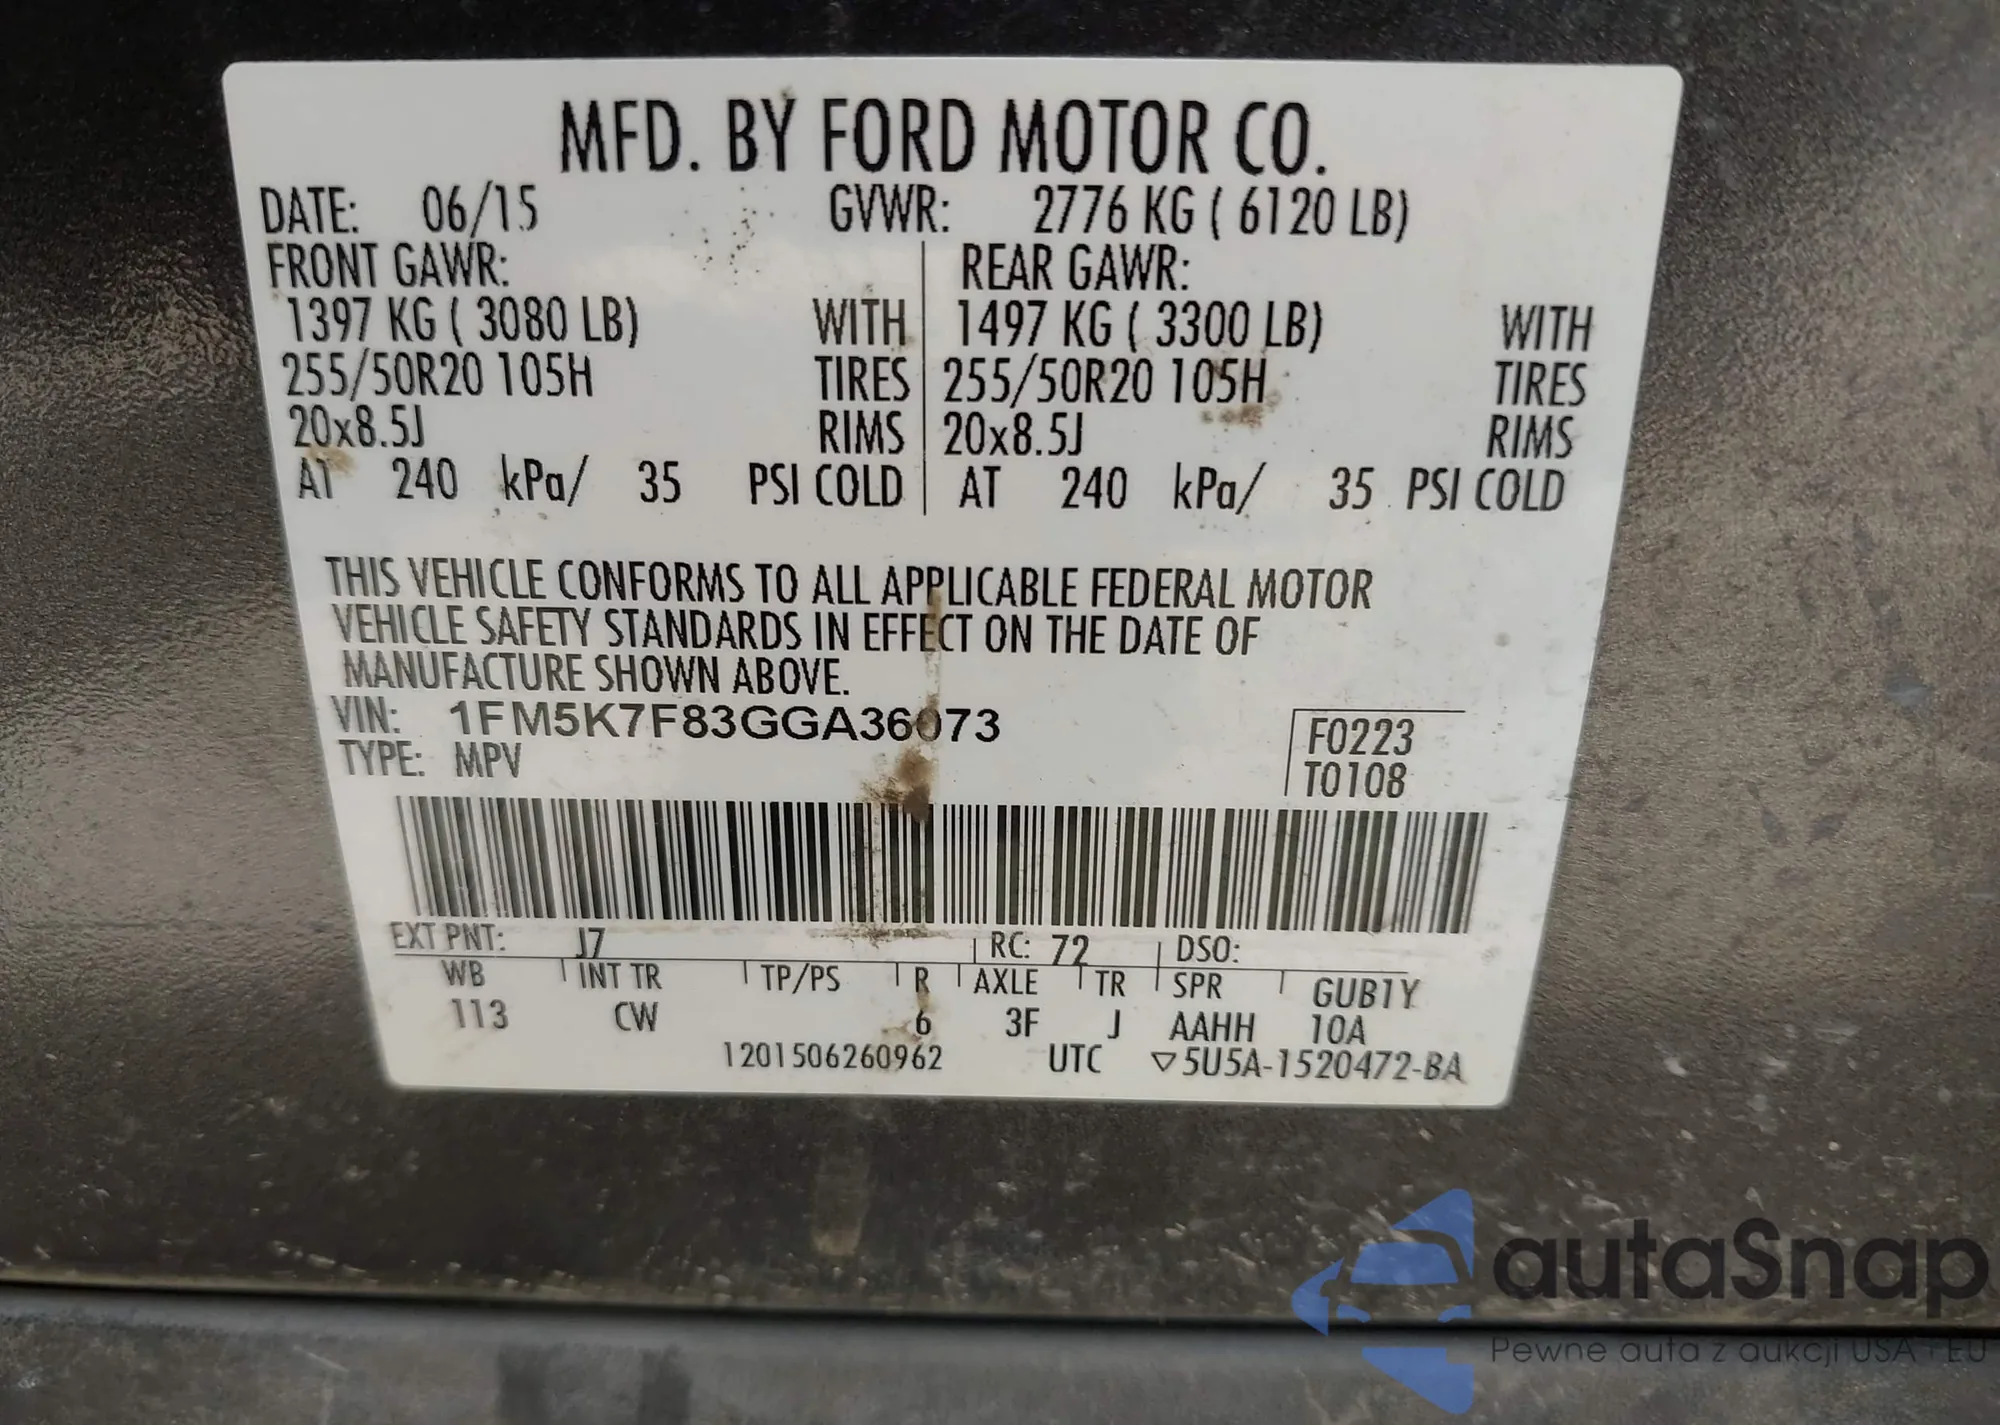 MFD. BY FORD MOTOR CO.
DATE: 06/15 GVWR: 2776 KG ( 6120 LB)
FRONT GAWR: REAR GAWR:
1397 KG ( 3080 LB) WITH 1497 KG ( 3300 LB) WITH
255/50R20 105H TIRES 255/50R20 105H TIRES
20x8.5J RIMS 20x8.5J RIMS
AT 240 kPa/ 35 PSI COLD AT 240 kPa/ 35 PSI COLD
THIS VEHICLE CONFORMS TO ALL APPLICABLE FEDERAL MOTOR
VEHICLE SAFETY STANDARDS IN EFFECT ON THE DATE OF
MANUFACTURE SHOWN ABOVE.
VIN: 1FM5K7F83GGA36073 F0223
TYPE: MPV T0108
EXT PNT: J7 RC: 72 DSO:
WB INT TR TP/PS R AXLE TR SPR GUB1Y
113 CW 6 3F J AAHH 10A
1201506260962 UTC ▽5U5A-1520472-BA
autaSnap
Pewne auta z aukcji USA i EU